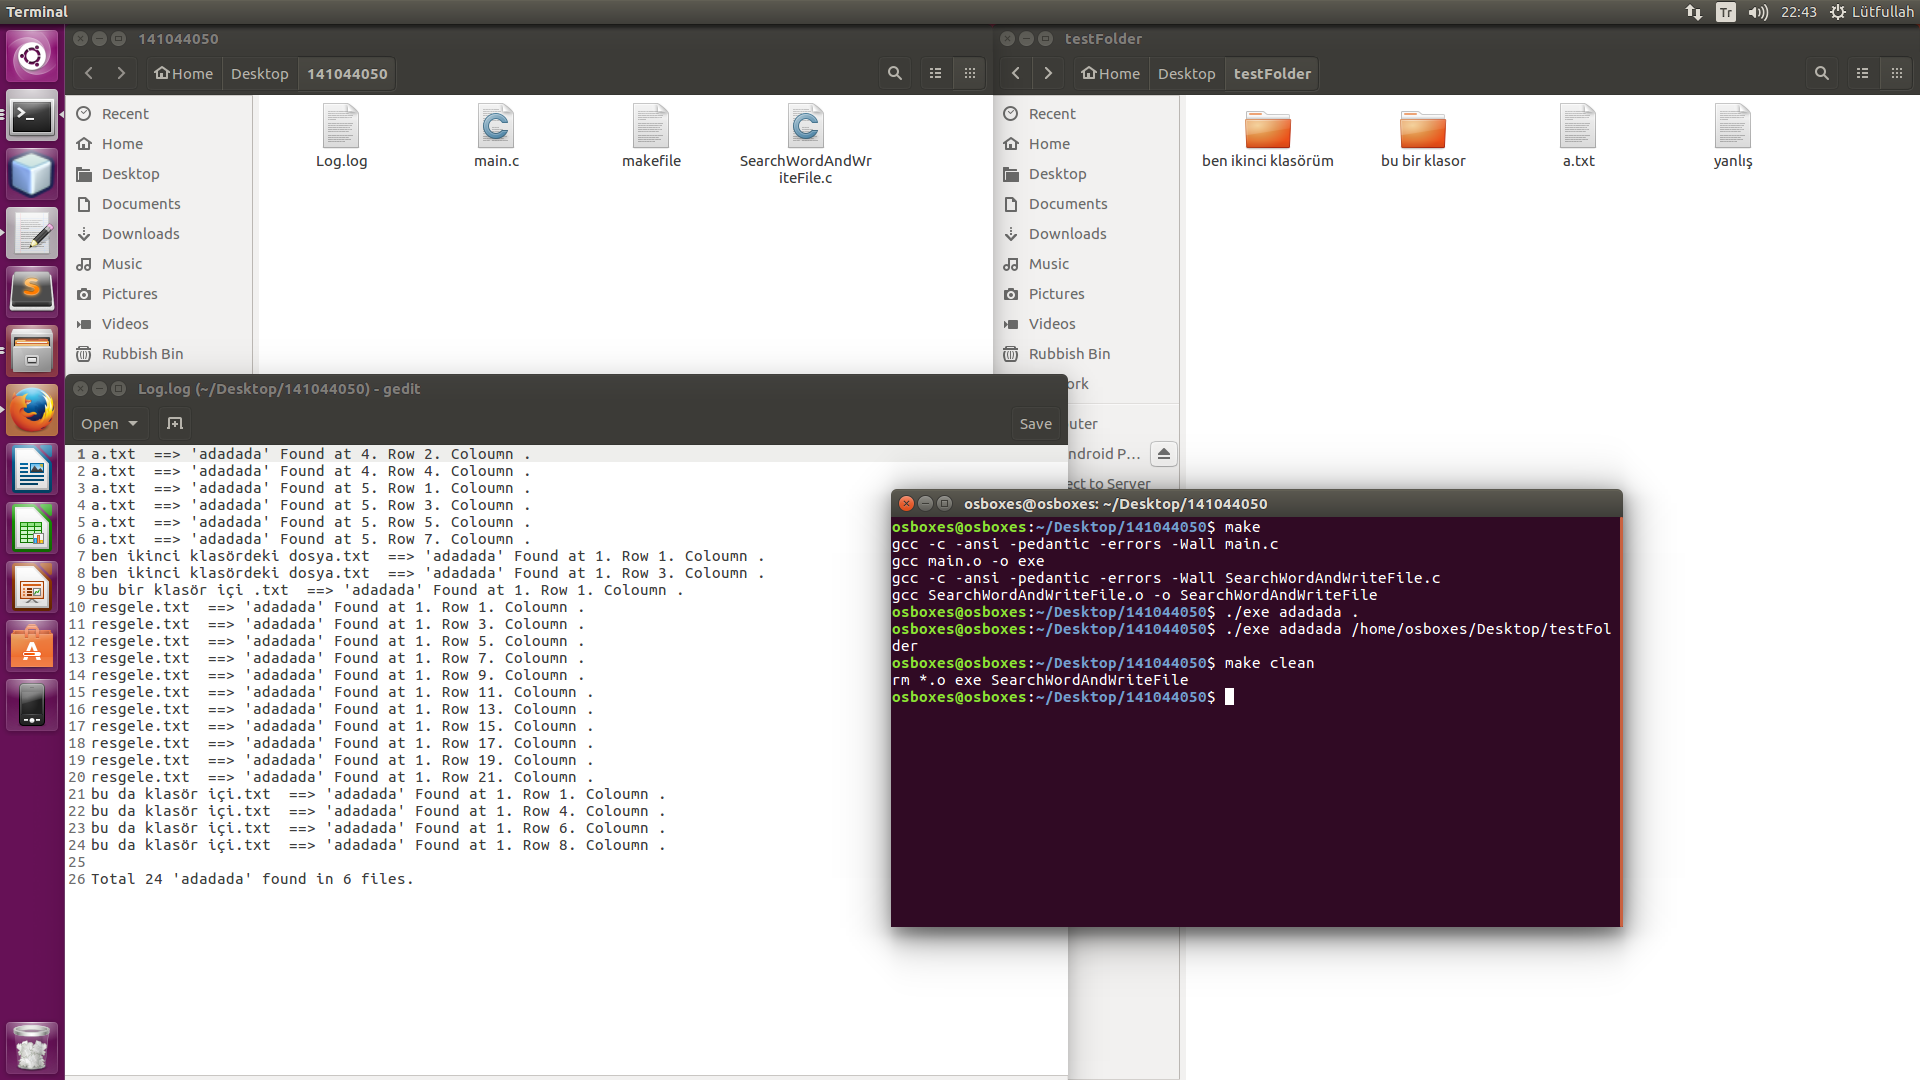 Terminal
Tr
22:43
Lütfullah
141044050
Home
Desktop
141044050
Recent
Home
Desktop
Documents
Downloads
Music
Pictures
Videos
Rubbish Bin
Log.log
main.c
makefile
SearchWordAndWr
iteFile.c
testFolder
Home
Desktop
testFolder
Recent
Home
Desktop
Documents
Downloads
Music
Pictures
Videos
Rubbish Bin
ork
uter
ndroid P...
ect to Server
ben ikinci klasörüm
bu bir klasor
a.txt
yanlış
Log.log (~/Desktop/141044050) - gedit
Open
Save
1 a.txt  ==> 'adadada' Found at 4. Row 2. Coloumn .
2 a.txt  ==> 'adadada' Found at 4. Row 4. Coloumn .
3 a.txt  ==> 'adadada' Found at 5. Row 1. Coloumn .
4 a.txt  ==> 'adadada' Found at 5. Row 3. Coloumn .
5 a.txt  ==> 'adadada' Found at 5. Row 5. Coloumn .
6 a.txt  ==> 'adadada' Found at 5. Row 7. Coloumn .
7 ben ikinci klasördeki dosya.txt  ==> 'adadada' Found at 1. Row 1. Coloumn .
8 ben ikinci klasördeki dosya.txt  ==> 'adadada' Found at 1. Row 3. Coloumn .
9 bu bir klasör içi .txt  ==> 'adadada' Found at 1. Row 1. Coloumn .
10 resgele.txt  ==> 'adadada' Found at 1. Row 1. Coloumn .
11 resgele.txt  ==> 'adadada' Found at 1. Row 3. Coloumn .
12 resgele.txt  ==> 'adadada' Found at 1. Row 5. Coloumn .
13 resgele.txt  ==> 'adadada' Found at 1. Row 7. Coloumn .
14 resgele.txt  ==> 'adadada' Found at 1. Row 9. Coloumn .
15 resgele.txt  ==> 'adadada' Found at 1. Row 11. Coloumn .
16 resgele.txt  ==> 'adadada' Found at 1. Row 13. Coloumn .
17 resgele.txt  ==> 'adadada' Found at 1. Row 15. Coloumn .
18 resgele.txt  ==> 'adadada' Found at 1. Row 17. Coloumn .
19 resgele.txt  ==> 'adadada' Found at 1. Row 19. Coloumn .
20 resgele.txt  ==> 'adadada' Found at 1. Row 21. Coloumn .
21 bu da klasör içi.txt  ==> 'adadada' Found at 1. Row 1. Coloumn .
22 bu da klasör içi.txt  ==> 'adadada' Found at 1. Row 4. Coloumn .
23 bu da klasör içi.txt  ==> 'adadada' Found at 1. Row 6. Coloumn .
24 bu da klasör içi.txt  ==> 'adadada' Found at 1. Row 8. Coloumn .
25
26 Total 24 'adadada' found in 6 files.
osboxes@osboxes: ~/Desktop/141044050
osboxes@osboxes:~/Desktop/141044050$ make
gcc -c -ansi -pedantic -errors -Wall main.c
gcc main.o -o exe
gcc -c -ansi -pedantic -errors -Wall SearchWordAndWriteFile.c
gcc SearchWordAndWriteFile.o -o SearchWordAndWriteFile
osboxes@osboxes:~/Desktop/141044050$ ./exe adadada .
osboxes@osboxes:~/Desktop/141044050$ ./exe adadada /home/osboxes/Desktop/testFol
der
osboxes@osboxes:~/Desktop/141044050$ make clean
rm *.o exe SearchWordAndWriteFile
osboxes@osboxes:~/Desktop/141044050$